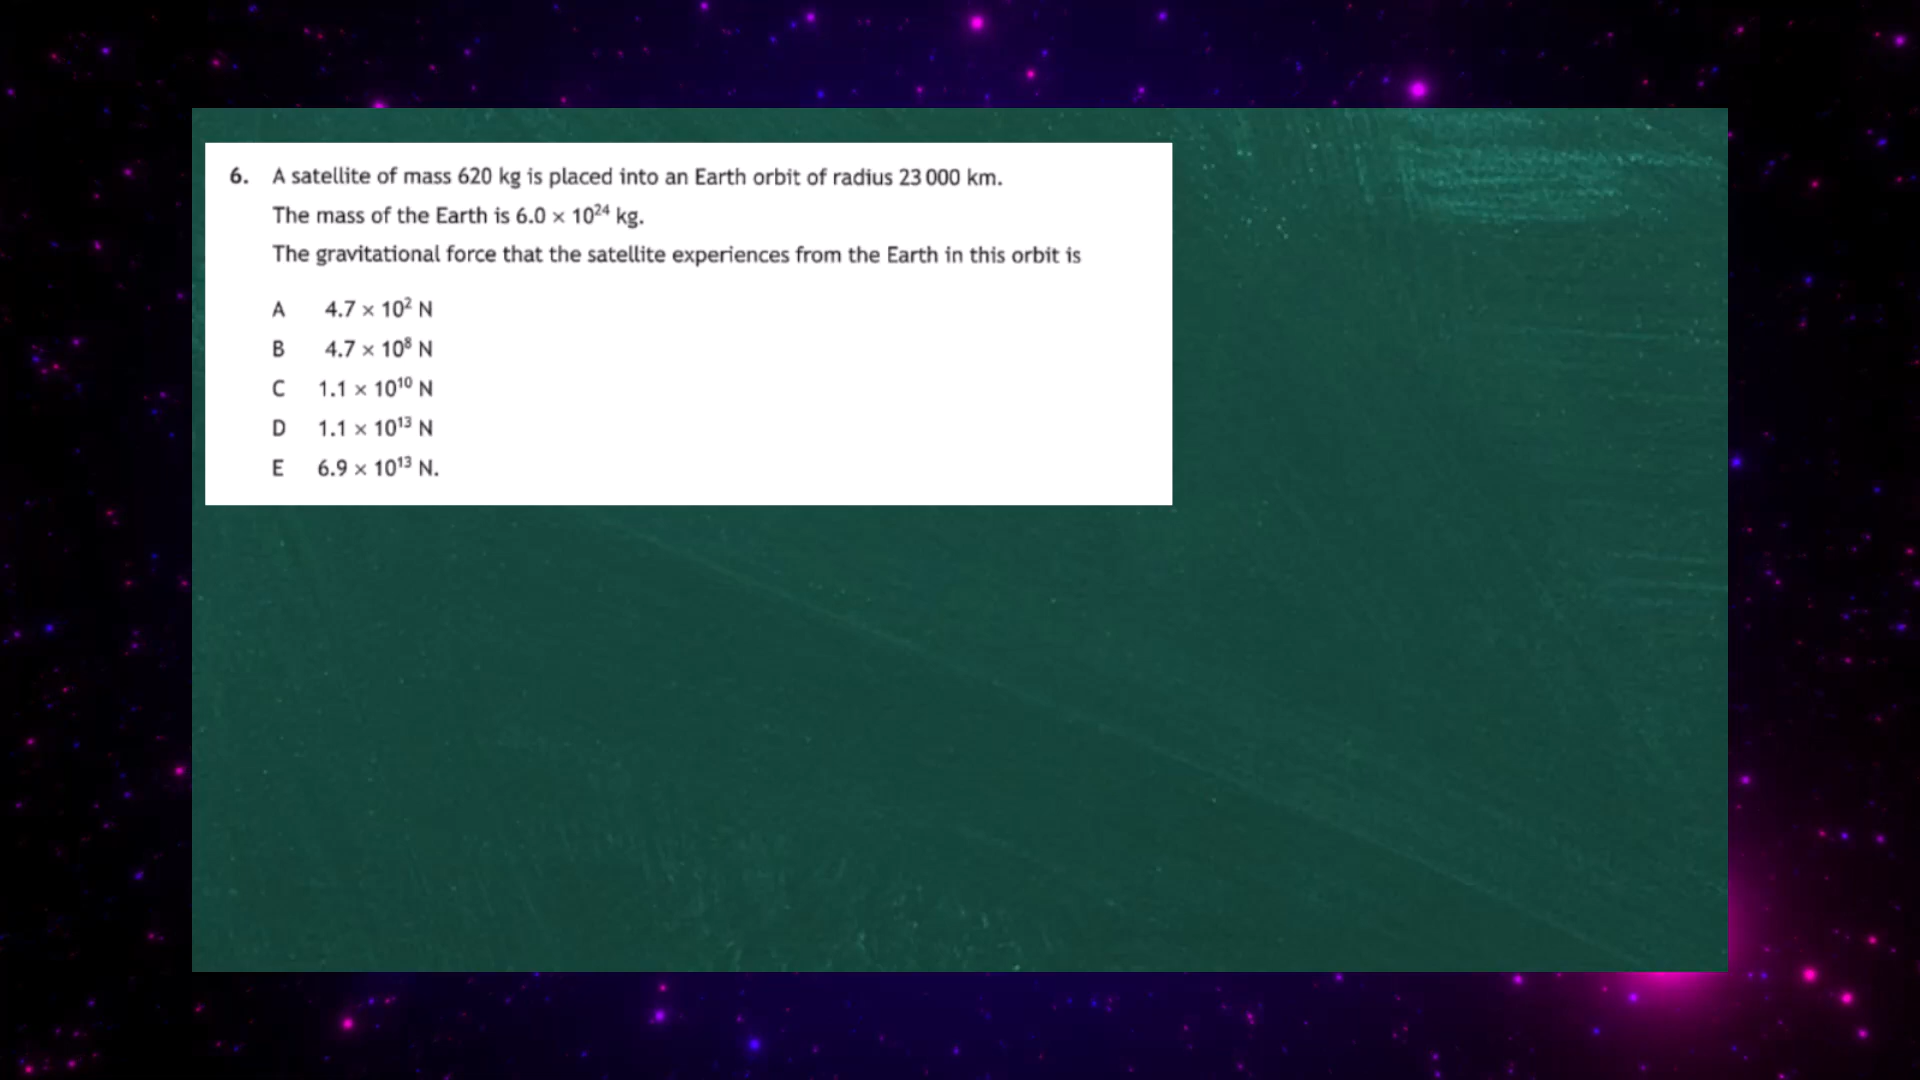 6. A satellite of mass 620 kg is placed into an Earth orbit of radius 23 000 km.
The mass of the Earth is 6.0 × 10²⁴ kg.
The gravitational force that the satellite experiences from the Earth in this orbit is
A 4.7 × 10² N
B 4.7 × 10⁸ N
C 1.1 × 10¹⁰ N
D 1.1 × 10¹³ N
E 6.9 × 10¹³ N.